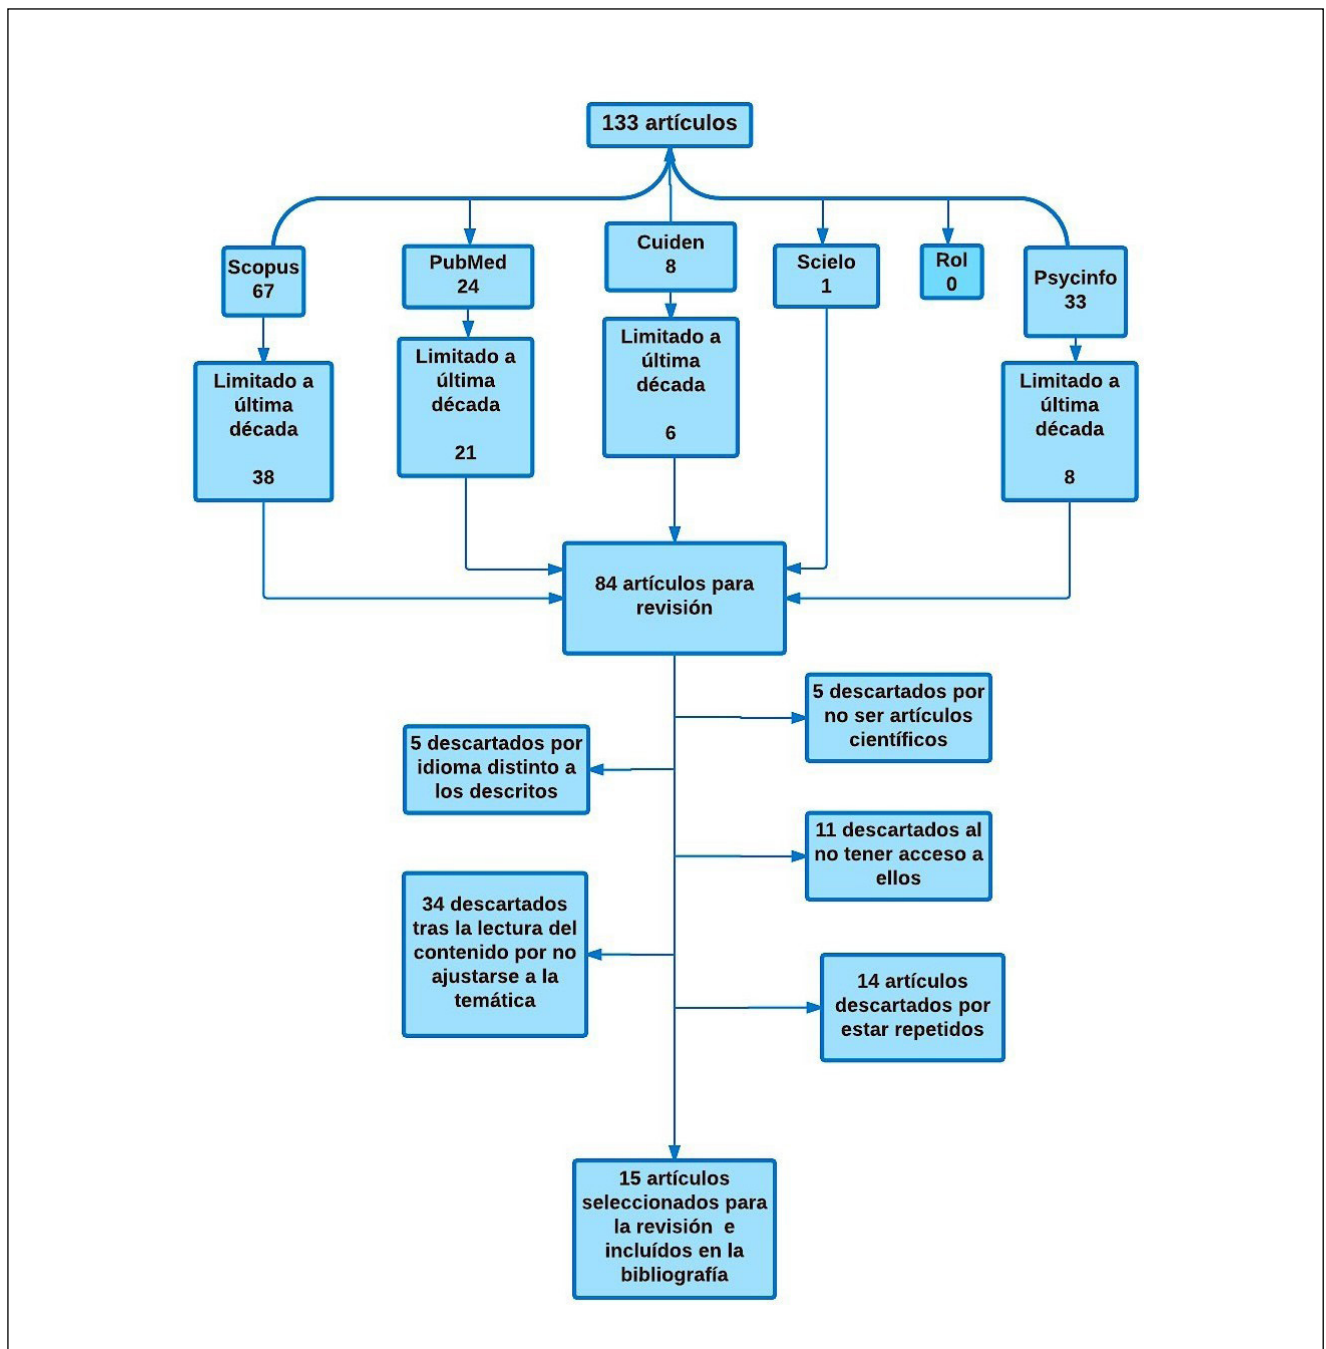 133 artículos
Scopus
67
PubMed
24
Cuiden
8
Scielo
1
Rol
0
Psycinfo
33
Limitado a
última
década
38
Limitado a
última
década
21
Limitado a
última
década
6
Limitado a
última
década
8
84 artículos para
revisión
5 descartados por
no ser artículos
científicos
5 descartados por
idioma distinto a
los descritos
11 descartados al
no tener acceso a
ellos
34 descartados
tras la lectura del
contenido por no
ajustarse a la
temática
14 artículos
descartados por
estar repetidos
15 artículos
seleccionados para
la revisión e
incluídos en la
bibliografía